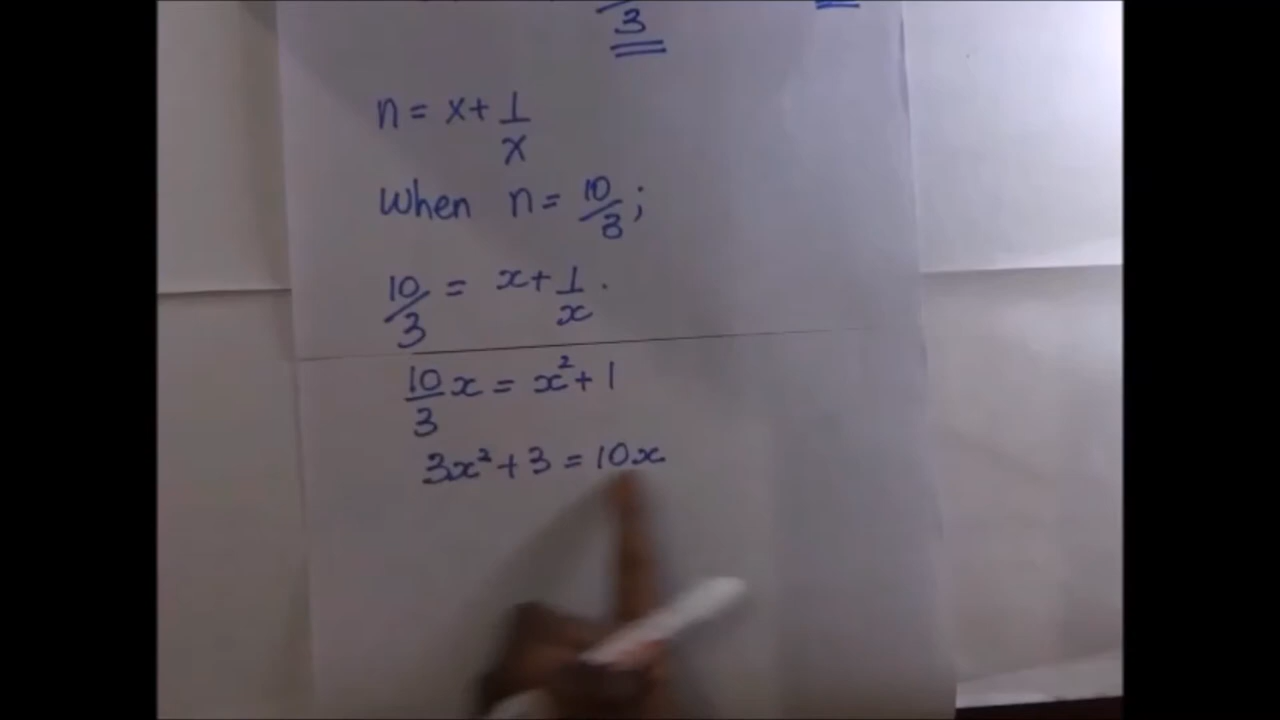 3
n = x + 1/x
When n = 10/3 ;
10/3 = x + 1/x .
10/3 x = x² + 1
3x² + 3 = 10x